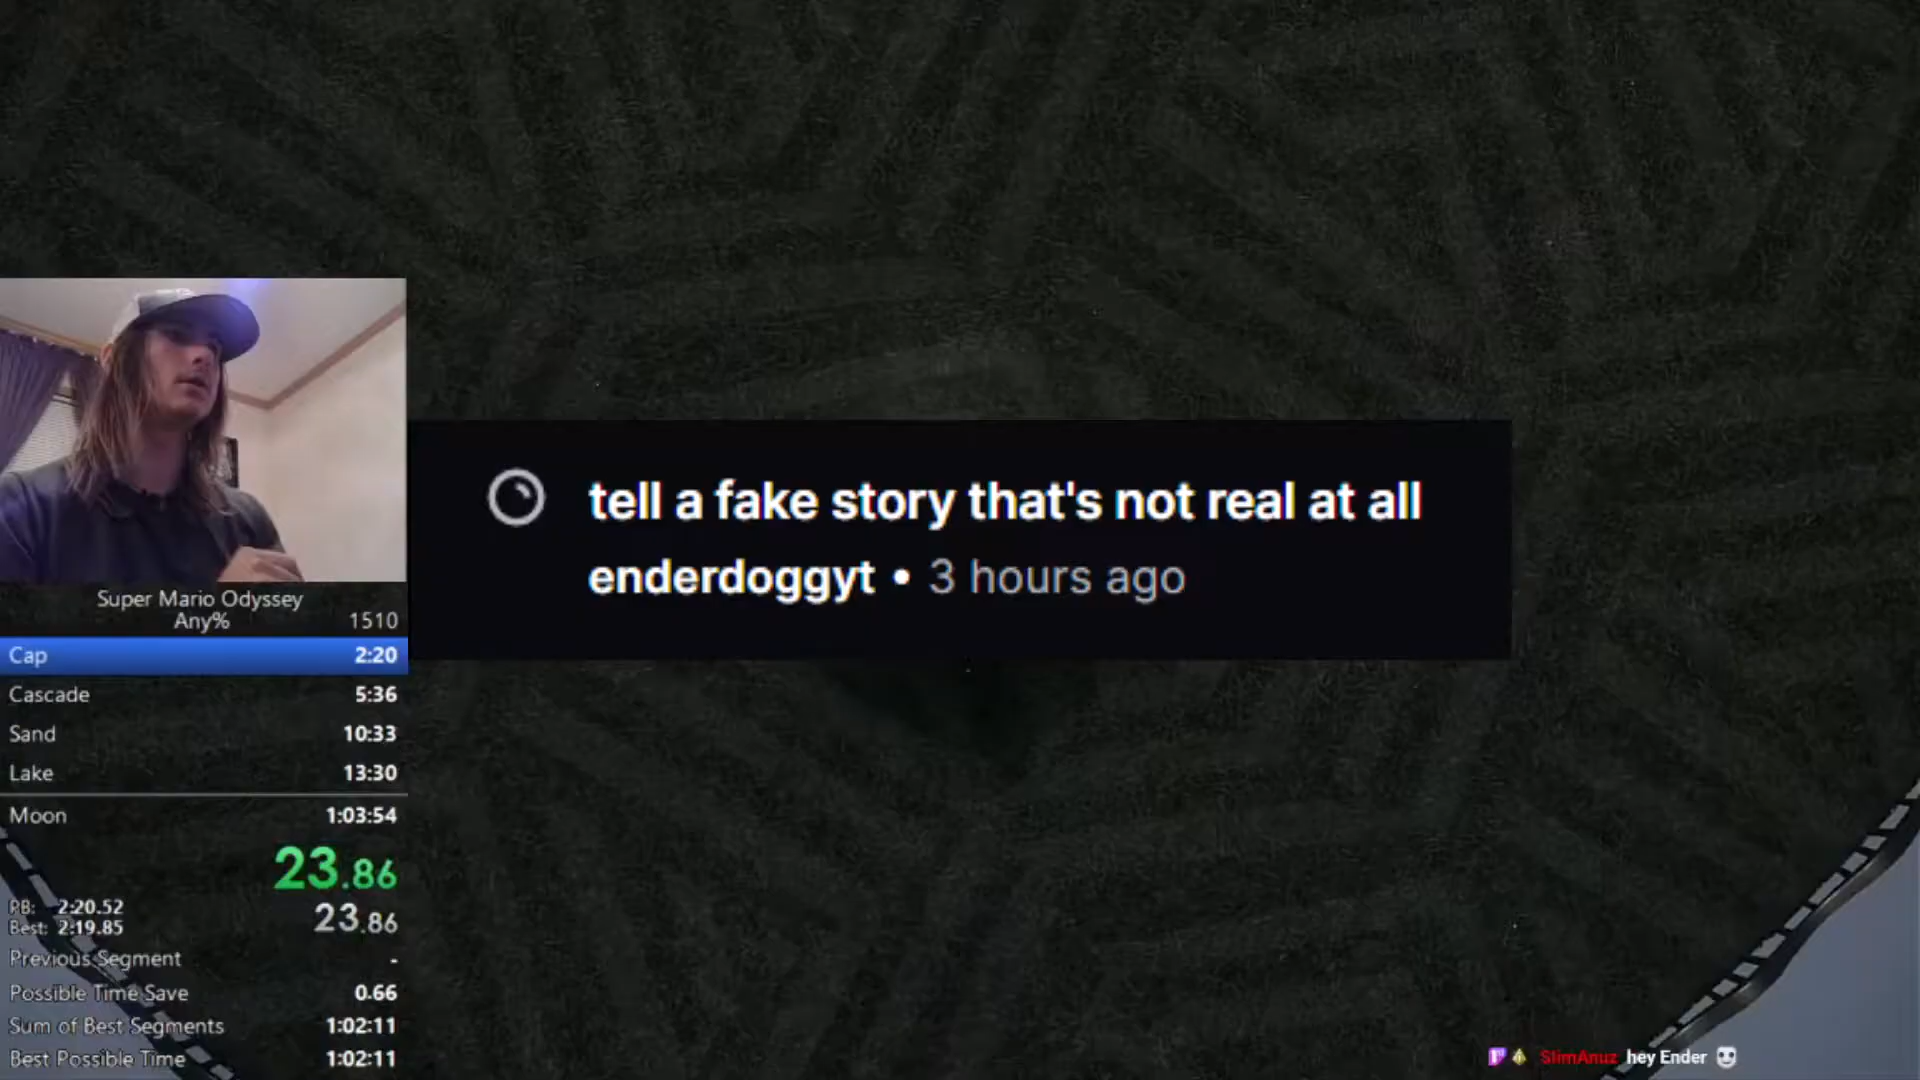 tell a fake story that's not real at all
enderdoggyt • 3 hours ago
Super Mario Odyssey
Any% 1510
Cap 2:20
Cascade 5:36
Sand 10:33
Lake 13:30
Moon 1:03:54
23.86
PB: 2:20.52
Best: 2:19.85
23.86
Previous Segment -
Possible Time Save 0.66
Sum of Best Segments 1:02:11
Best Possible Time 1:02:11
SlimAnuz hey Ender